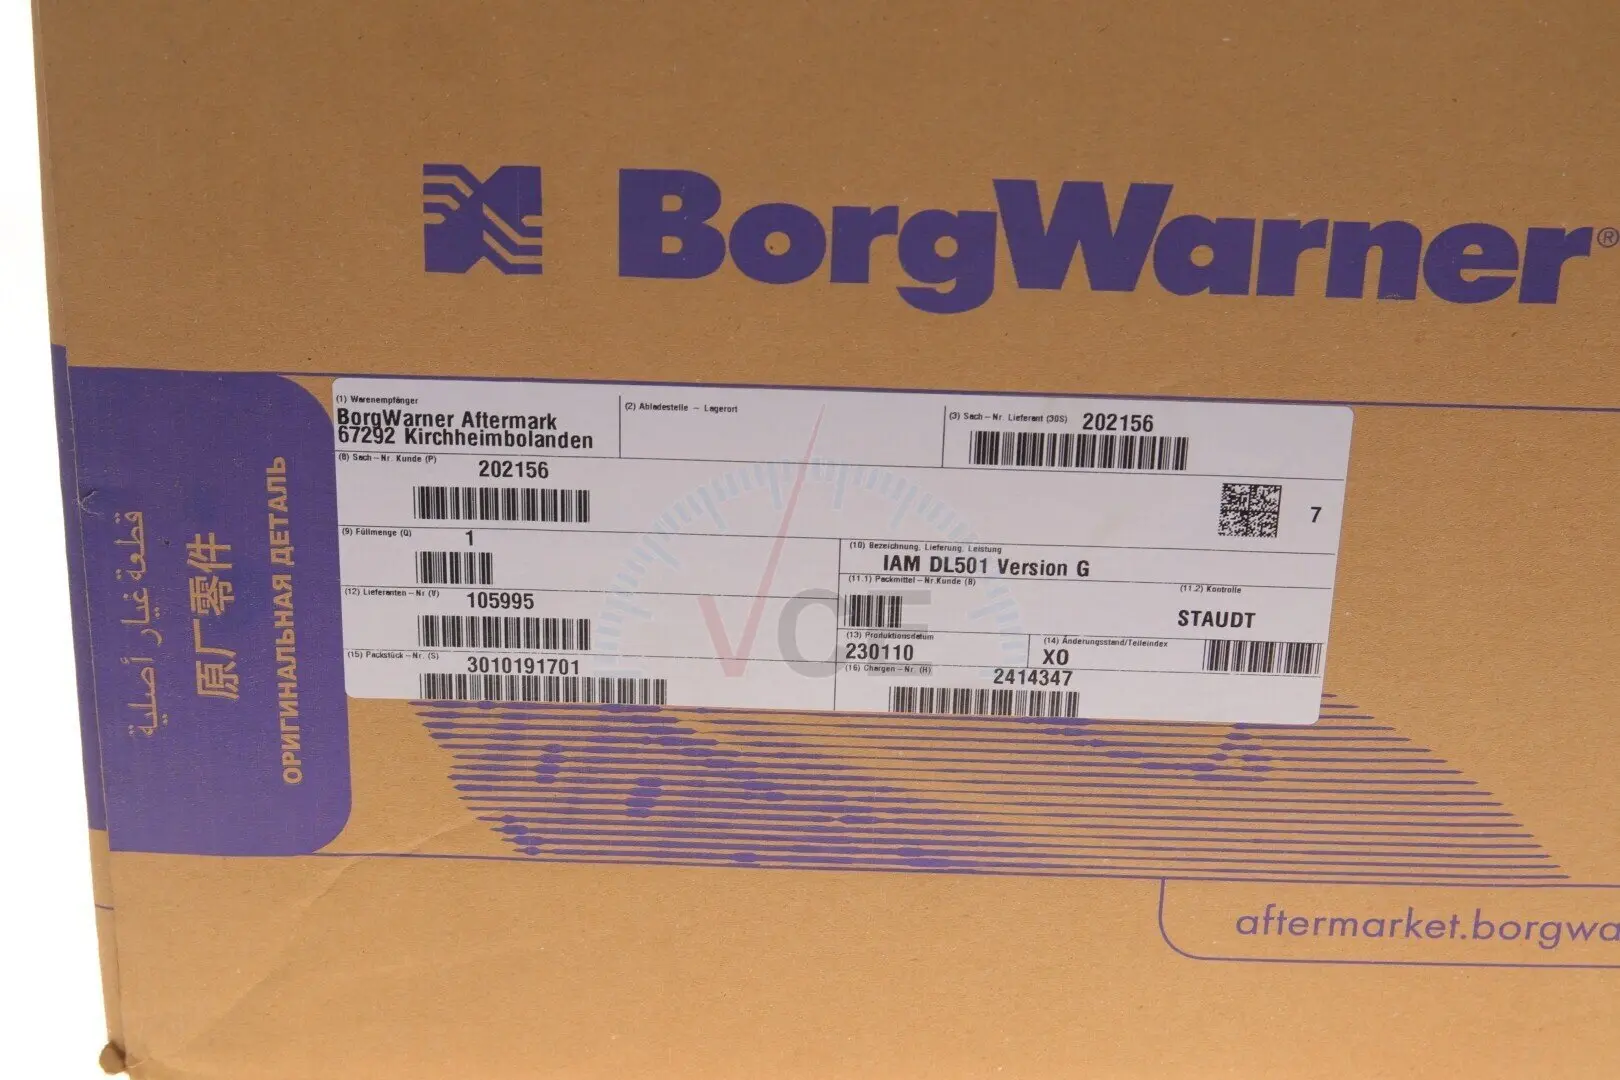 BorgWarner®
(1) Warenempfänger
BorgWarner Aftermark
67292 Kirchheimbolanden
(2) Abladestelle - Lagerort
(3) Sach-Nr. Lieferant (30S) 202156
(8) Sach-Nr. Kunde (P)
202156
7
(9) Füllmenge (Q)
1
(10) Bezeichnung, Lieferung, Leistung
IAM DL501 Version G
(11.1) Packmittel-Nr.Kunde (B)
(11.2) Kontrolle
STAUDT
(12) Lieferanten-Nr (V)
105995
(13) Produktionsdatum
230110
(14) Änderungsstand/Teileindex
XO
(15) Packstück-Nr. (S)
3010191701
(16) Chargen-Nr. (H)
2414347
VCF
قطعة غيار أصلية
原厂零件
ОРИГИНАЛЬНАЯ ДЕТАЛЬ
aftermarket.borgwa